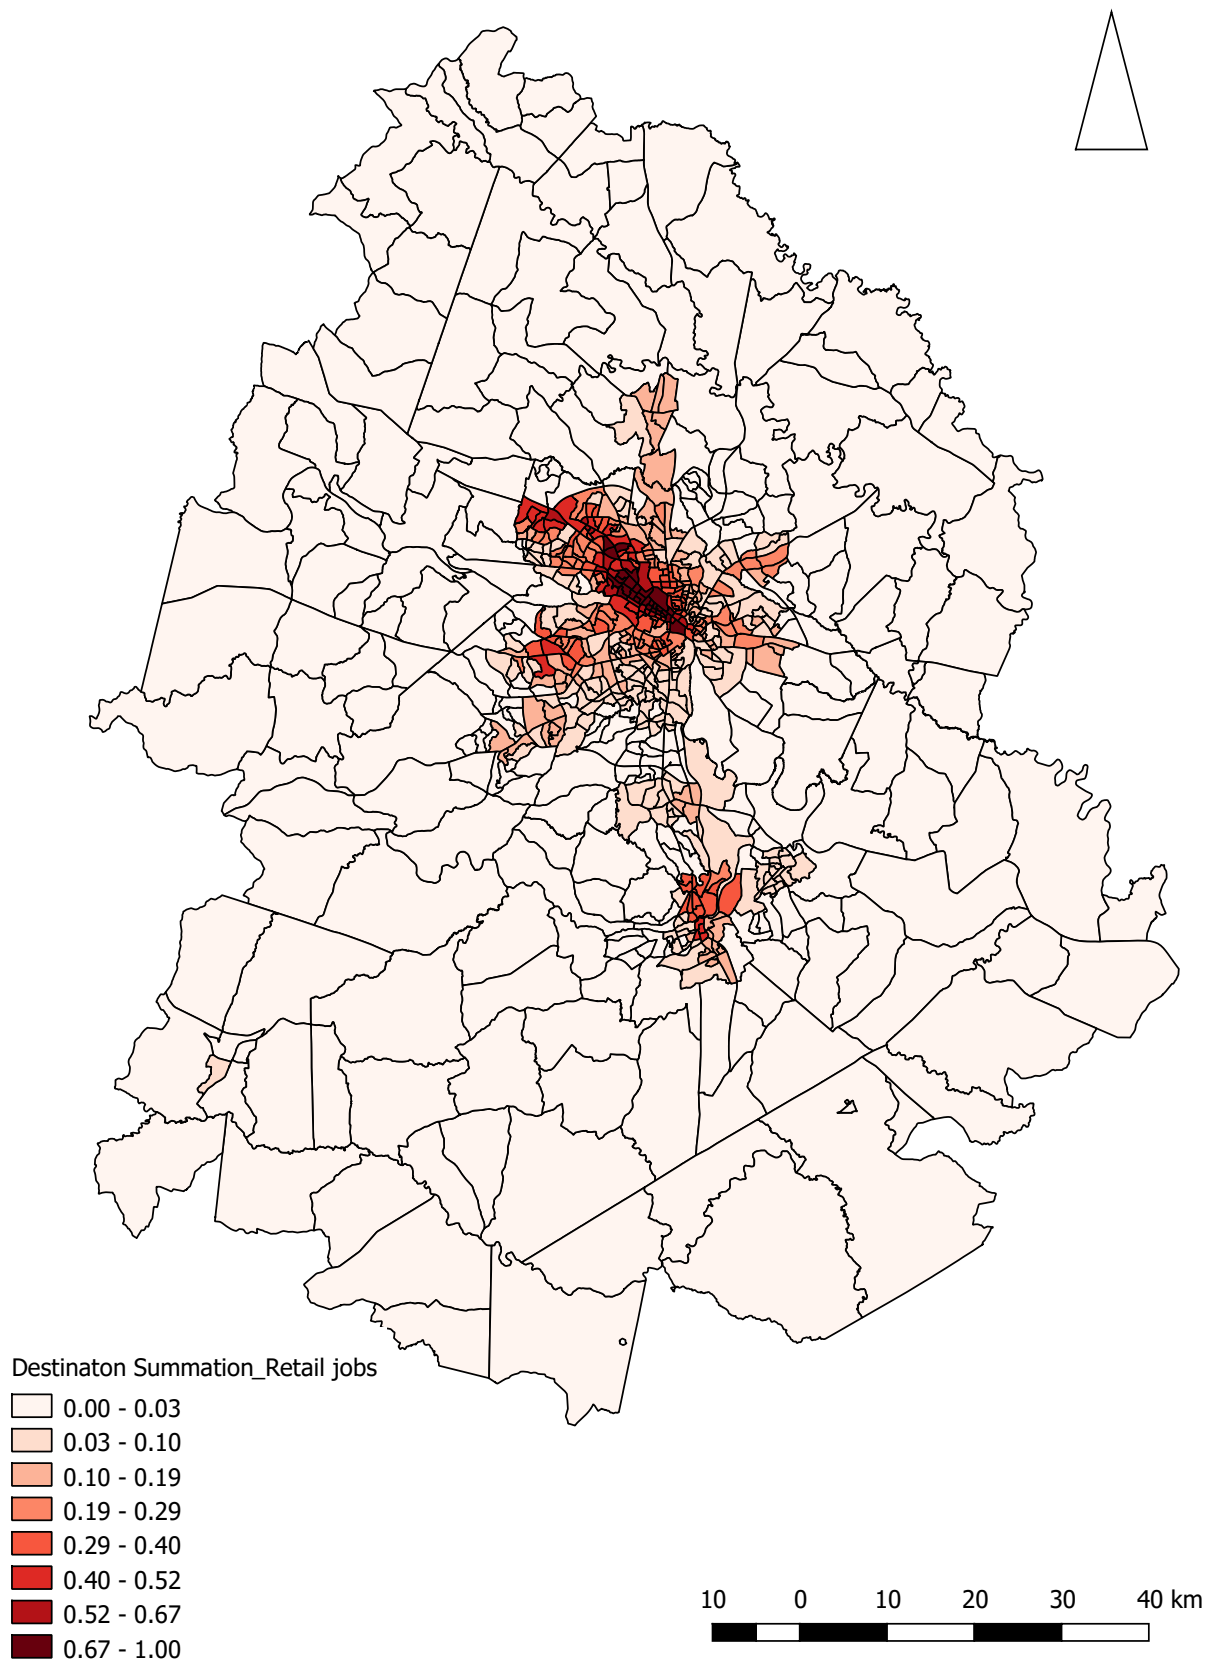 Destinaton Summation_Retail jobs
0.00 - 0.03
0.03 - 0.10
0.10 - 0.19
0.19 - 0.29
0.29 - 0.40
0.40 - 0.52
0.52 - 0.67
0.67 - 1.00
10 0 10 20 30 40 km